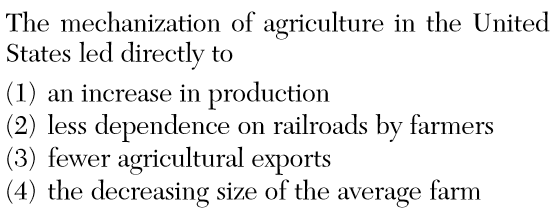 The mechanization of agriculture in the United
States led directly to
(1) an increase in production
(2) less dependence on railroads by farmers
(3) fewer agricultural exports
(4) the decreasing size of the average farm